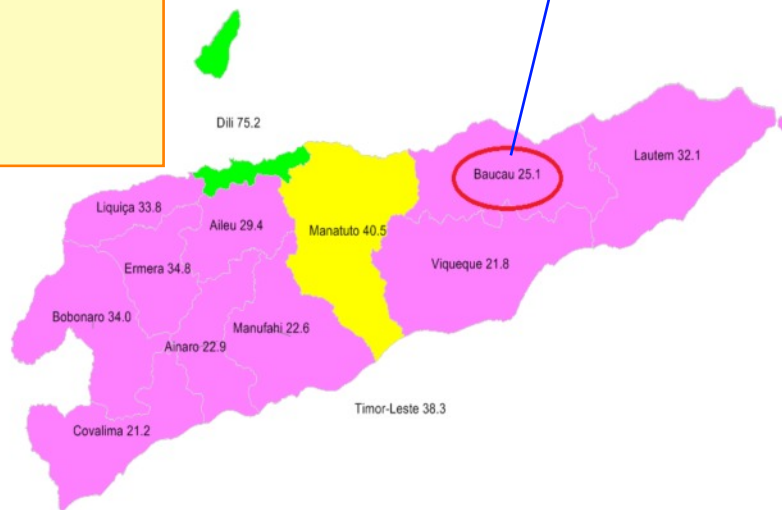 Dili 75.2
Lautem 32.1
Baucau 25.1
Liquiça 33.8
Aileu 29.4
Manatuto 40.5
Viqueque 21.8
Ermera 34.8
Bobonaro 34.0
Manufahi 22.6
Ainaro 22.9
Timor-Leste 38.3
Covalima 21.2